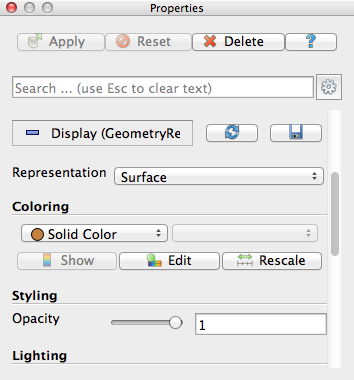 Properties
Apply Reset Delete ?
Search ... (use Esc to clear text)
Display (GeometryRe
Representation Surface
Coloring
Solid Color
Show Edit Rescale
Styling
Opacity 1
Lighting